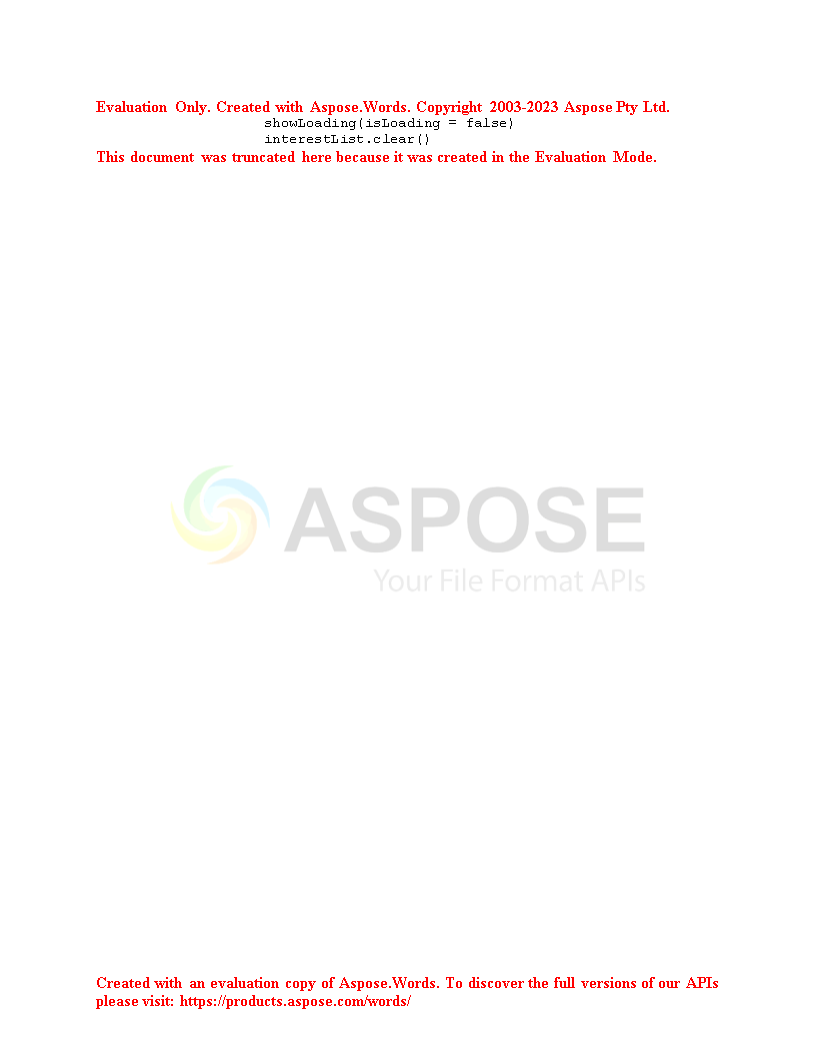 Evaluation Only. Created with Aspose.Words. Copyright 2003-2023 Aspose Pty Ltd.
showLoading(isLoading = false)
interestList.clear()
This document was truncated here because it was created in the Evaluation Mode.
ASPOSE
Your File Format APIs
Created with an evaluation copy of Aspose.Words. To discover the full versions of our APIs
please visit: https://products.aspose.com/words/